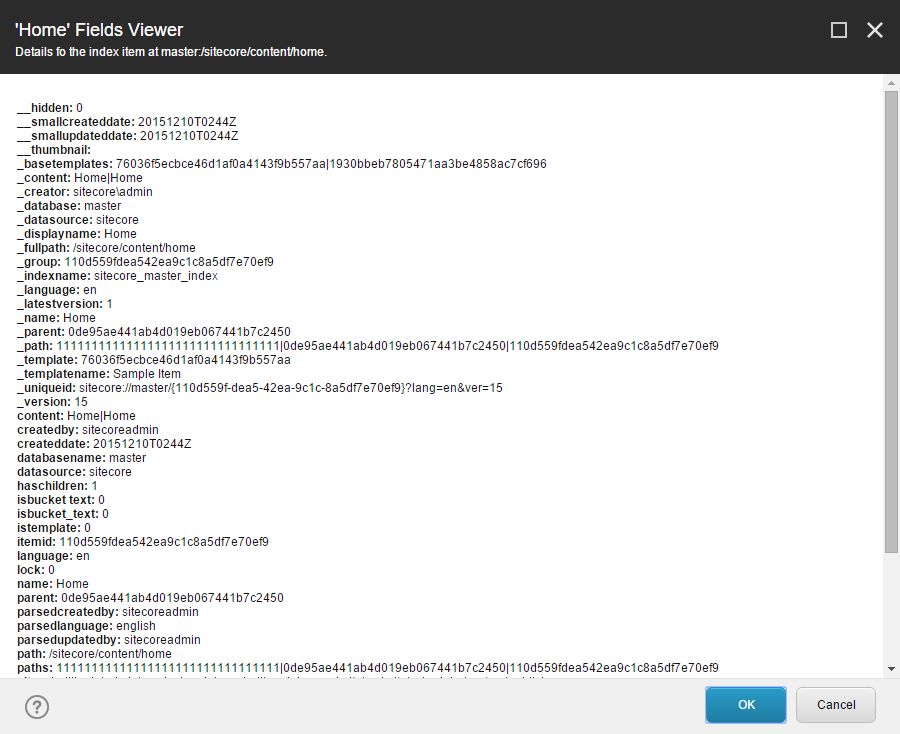 'Home' Fields Viewer
Details fo the index item at master:/sitecore/content/home.
__hidden: 0
__smallcreateddate: 20151210T0244Z
__smallupdateddate: 20151210T0244Z
__thumbnail:
_basetemplates: 76036f5ecbce46d1af0a4143f9b557aa|1930bbeb7805471aa3be4858ac7cf696
_content: Home|Home
_creator: sitecore\admin
_database: master
_datasource: sitecore
_displayname: Home
_fullpath: /sitecore/content/home
_group: 110d559fdea542ea9c1c8a5df7e70ef9
_indexname: sitecore_master_index
_language: en
_latestversion: 1
_name: Home
_parent: 0de95ae441ab4d019eb067441b7c2450
_path: 11111111111111111111111111111111|0de95ae441ab4d019eb067441b7c2450|110d559fdea542ea9c1c8a5df7e70ef9
_template: 76036f5ecbce46d1af0a4143f9b557aa
_templatename: Sample Item
_uniqueid: sitecore://master/{110d559f-dea5-42ea-9c1c-8a5df7e70ef9}?lang=en&ver=15
_version: 15
content: Home|Home
createdby: sitecoreadmin
createddate: 20151210T0244Z
databasename: master
datasource: sitecore
haschildren: 1
isbucket text: 0
isbucket_text: 0
istemplate: 0
itemid: 110d559fdea542ea9c1c8a5df7e70ef9
language: en
lock: 0
name: Home
parent: 0de95ae441ab4d019eb067441b7c2450
parsedcreatedby: sitecoreadmin
parsedlanguage: english
parsedupdatedby: sitecoreadmin
path: /sitecore/content/home
paths: 11111111111111111111111111111111|0de95ae441ab4d019eb067441b7c2450|110d559fdea542ea9c1c8a5df7e70ef9
?
OK
Cancel